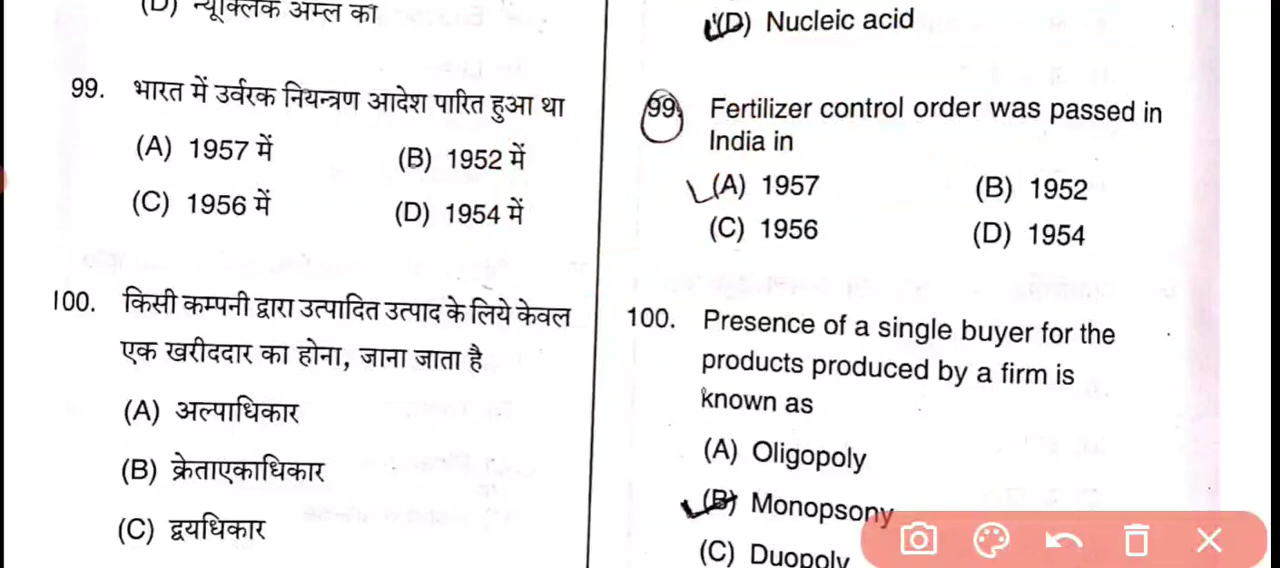 (D) न्यूक्लिक अम्ल का
99. भारत में उर्वरक नियन्त्रण आदेश पारित हुआ था
(A) 1957 में (B) 1952 में
(C) 1956 में (D) 1954 में
100. किसी कम्पनी द्वारा उत्पादित उत्पाद के लिये केवल
एक खरीददार का होना, जाना जाता है
(A) अल्पाधिकार
(B) क्रेताएकाधिकार
(C) द्वयधिकार
(D) Nucleic acid
99. Fertilizer control order was passed in
India in
(A) 1957 (B) 1952
(C) 1956 (D) 1954
100. Presence of a single buyer for the
products produced by a firm is
known as
(A) Oligopoly
(B) Monopsony
(C) Duopoly